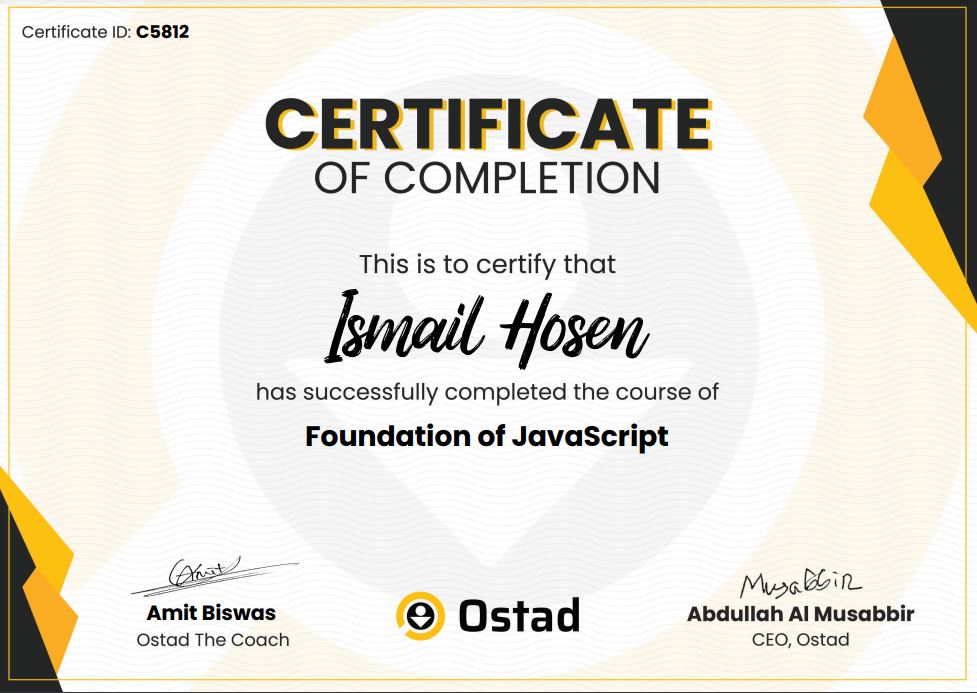 Certificate ID: C5812
CERTIFICATE
OF COMPLETION
This is to certify that
Ismail Hosen
has successfully completed the course of
Foundation of JavaScript
Amit
Amit Biswas
Ostad The Coach
Ostad
Musabbir
Abdullah Al Musabbir
CEO, Ostad